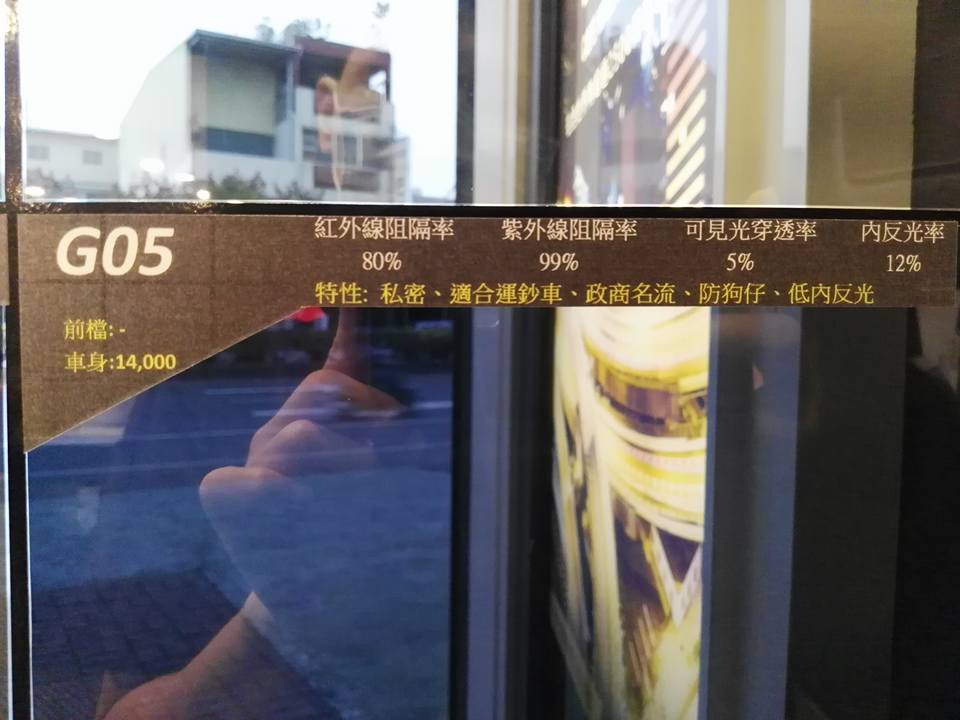 G05
紅外線阻隔率 紫外線阻隔率 可見光穿透率 內反光率
80% 99% 5% 12%
特性: 私密、適合運鈔車、政商名流、防狗仔、低內反光
前檔: -
車身:14,000